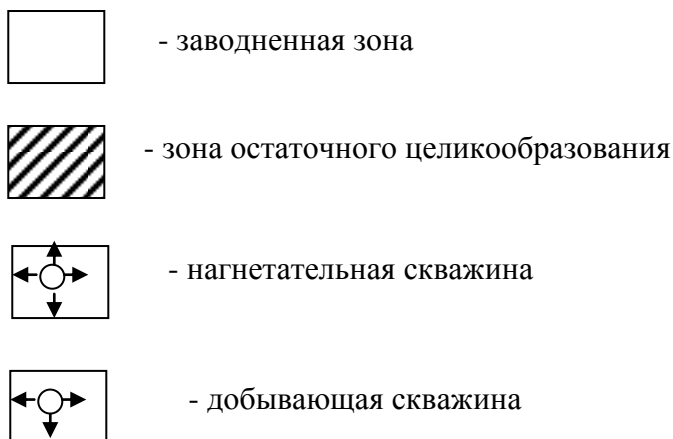 - заводненная зона
- зона остаточного целикообразования
- нагнетательная скважина
- добывающая скважина